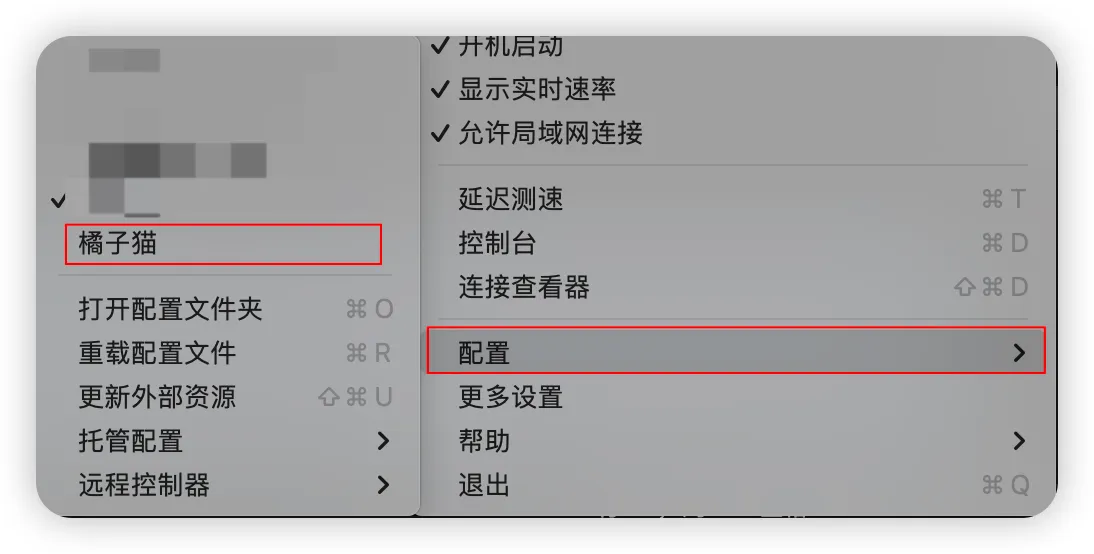 橘子猫
打开配置文件夹 ⌘ O
重载配置文件 ⌘ R
更新外部资源 ⇧ ⌘ U
托管配置
远程控制器
开机启动
显示实时速率
允许局域网连接
延迟测速 ⌘ T
控制台 ⌘ D
连接查看器 ⇧ ⌘ D
配置
更多设置
帮助
退出 ⌘ Q